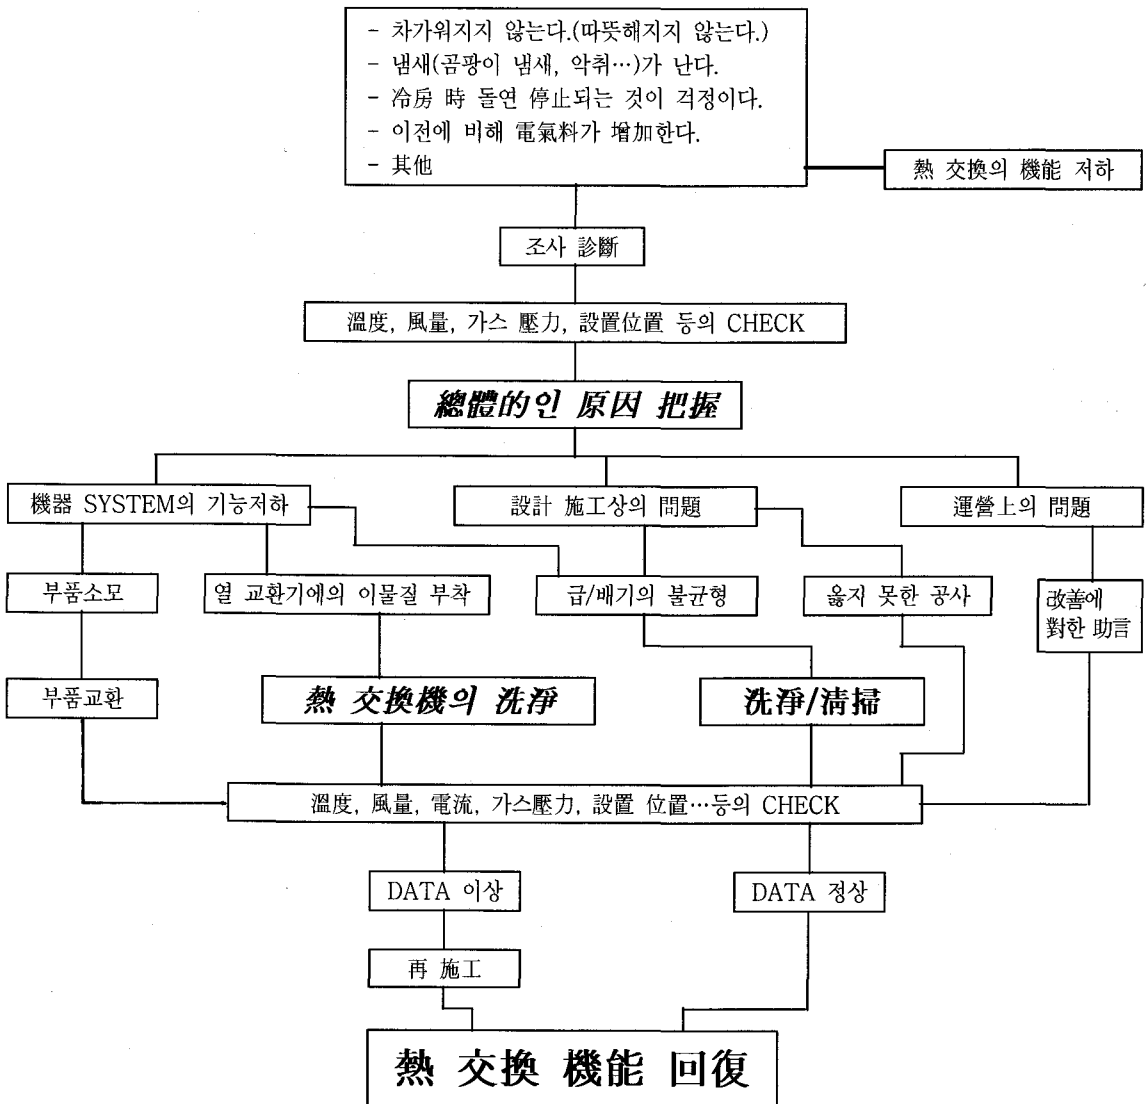 - 차가워지지 않는다.(따뜻해지지 않는다.)
- 냄새(곰팡이 냄새, 악취…)가 난다.
- 冷房 時 돌연 停止되는 것이 걱정이다.
- 이전에 비해 電氣料가 增加한다.
- 其他
熱 交換의 機能 저하
조사 診斷
溫度, 風量, 가스 壓力, 設置位置 등의 CHECK
總體的인 原因 把握
機器 SYSTEM의 기능저하
設計 施工상의 問題
運營上의 問題
부품소모
열 교환기에의 이물질 부착
급/배기의 불균형
옳지 못한 공사
改善에
對한 助言
부품교환
熱 交換機의 洗淨
洗淨/淸掃
溫度, 風量, 電流, 가스壓力, 設置 位置…등의 CHECK
DATA 이상
DATA 정상
再 施工
熱 交換 機能 回復